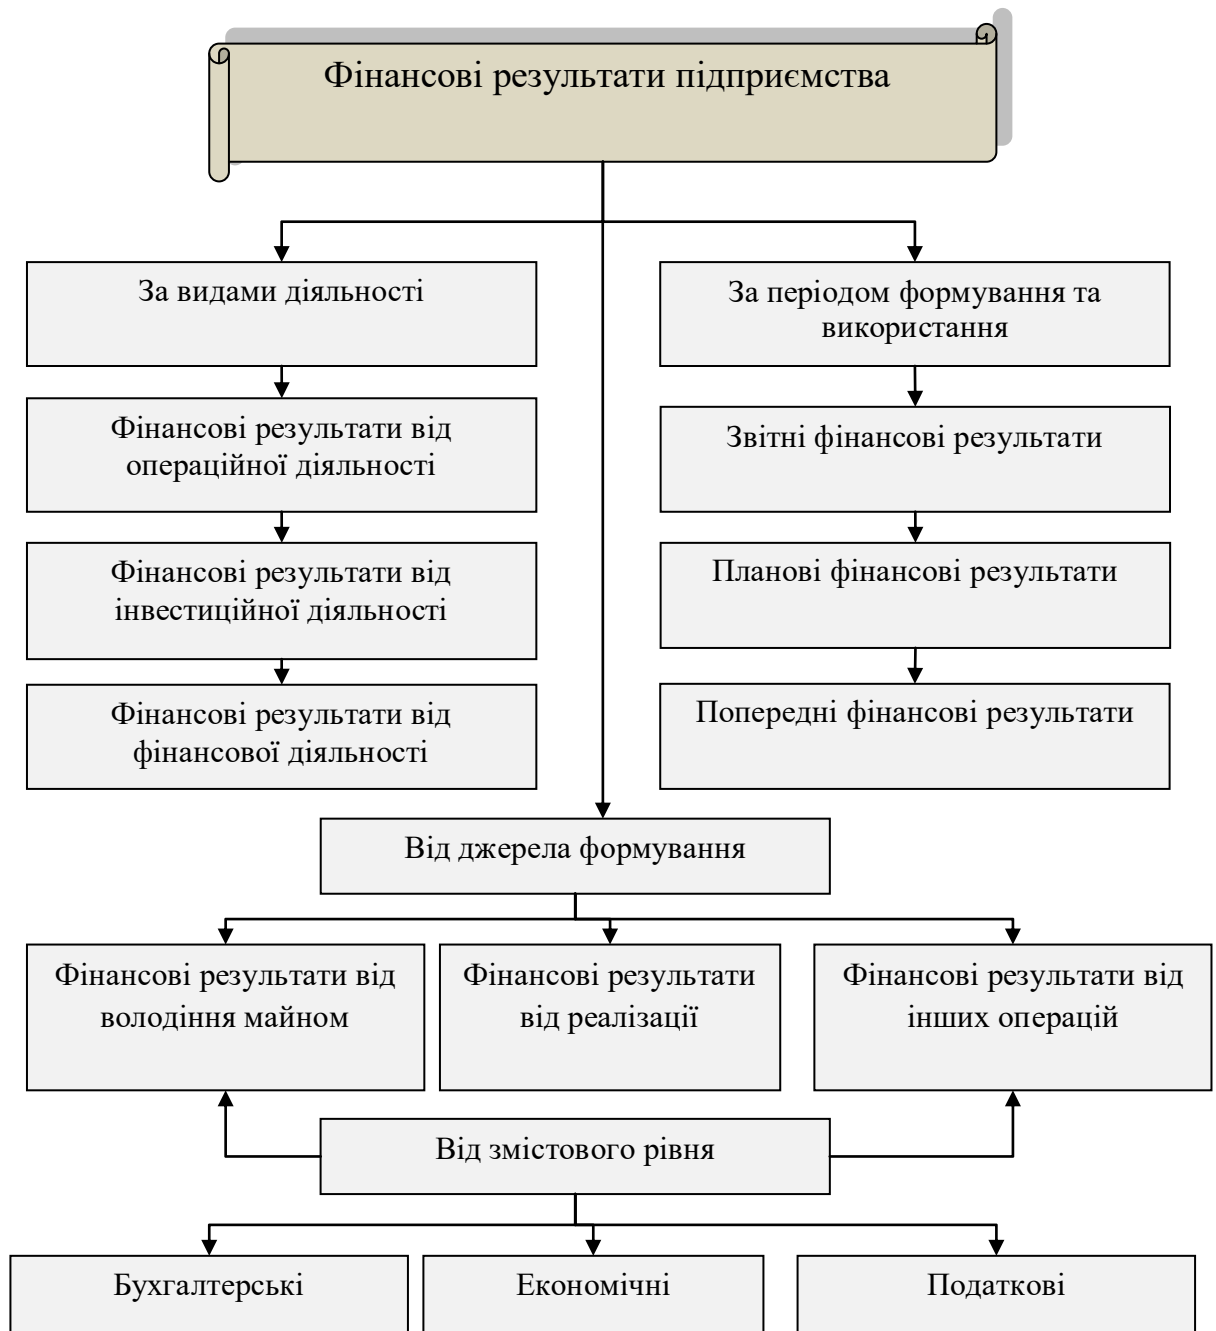 Фінансові результати підприємства
За видами діяльності
За періодом формування та
використання
Фінансові результати від
операційної діяльності
Звітні фінансові результати
Фінансові результати від
інвестиційної діяльності
Планові фінансові результати
Фінансові результати від
фінансової діяльності
Попередні фінансові результати
Від джерела формування
Фінансові результати від
володіння майном
Фінансові результати
від реалізації
Фінансові результати від
інших операцій
Від змістового рівня
Бухгалтерські
Економічні
Податкові